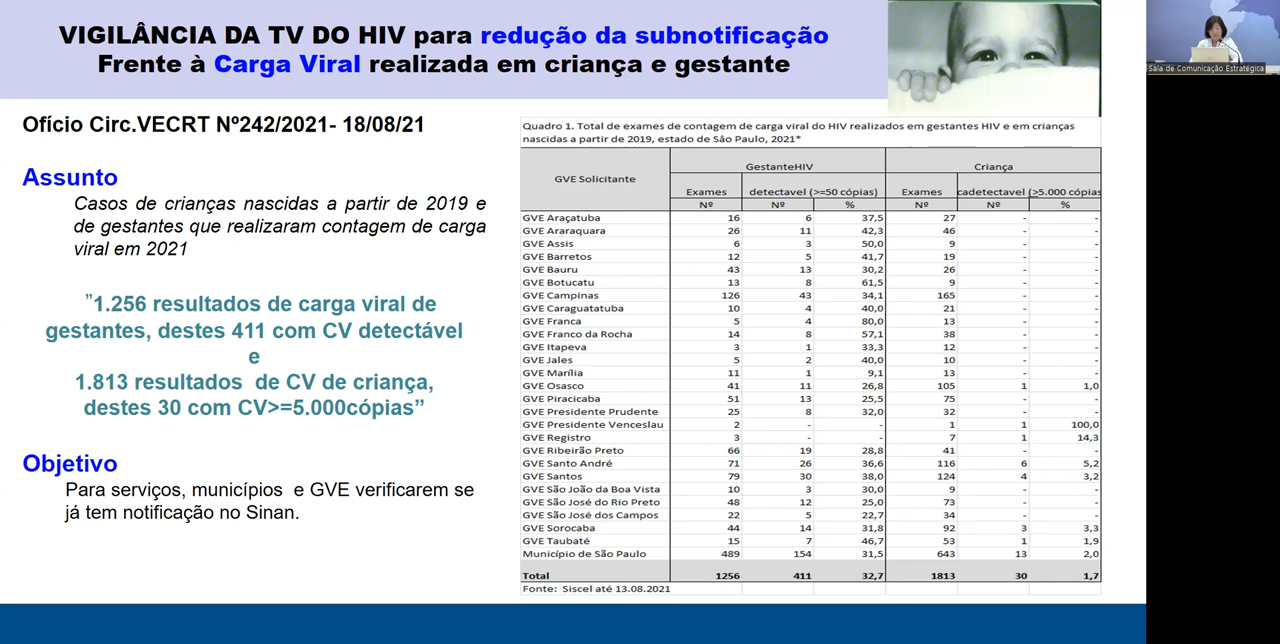 VIGILÂNCIA DA TV DO HIV para redução da subnotificação
Frente à Carga Viral realizada em criança e gestante
Sala de Comunicação Estratégica
Ofício Circ.VECRT Nº242/2021- 18/08/21
Assunto
Casos de crianças nascidas a partir de 2019 e
de gestantes que realizaram contagem de carga
viral em 2021
”1.256 resultados de carga viral de
gestantes, destes 411 com CV detectável
e
1.813 resultados de CV de criança,
destes 30 com CV>=5.000cópias”
Objetivo
Para serviços, municípios e GVE verificarem se
já tem notificação no Sinan.
Quadro 1. Total de exames de contagem de carga viral do HIV realizados em gestantes HIV e em crianças
nascidas a partir de 2019, estado de São Paulo, 2021*
GVE Solicitante GestanteHIV Criança
Exames detectavel (>=50 cópias) Exames cadetectavel (>5.000 cópias
Nº Nº % Nº Nº %
GVE Araçatuba 16 6 37,5 27 - -
GVE Araraquara 26 11 42,3 46 - -
GVE Assis 6 3 50,0 9 - -
GVE Barretos 12 5 41,7 19 - -
GVE Bauru 43 13 30,2 26 - -
GVE Botucatu 13 8 61,5 9 - -
GVE Campinas 126 43 34,1 165 - -
GVE Caraguatatuba 10 4 40,0 21 - -
GVE Franca 5 4 80,0 13 - -
GVE Franco da Rocha 14 8 57,1 38 - -
GVE Itapeva 3 1 33,3 12 - -
GVE Jales 5 2 40,0 10 - -
GVE Marília 11 1 9,1 13 - -
GVE Osasco 41 11 26,8 105 1 1,0
GVE Piracicaba 51 13 25,5 75 - -
GVE Presidente Prudente 25 8 32,0 32 - -
GVE Presidente Venceslau 2 - - 1 1 100,0
GVE Registro 3 - - 7 1 14,3
GVE Ribeirão Preto 66 19 28,8 41 - -
GVE Santo André 71 26 36,6 116 6 5,2
GVE Santos 79 30 38,0 124 4 3,2
GVE São João da Boa Vista 10 3 30,0 9 - -
GVE São José do Rio Preto 48 12 25,0 73 - -
GVE São José dos Campos 22 5 22,7 34 - -
GVE Sorocaba 44 14 31,8 92 3 3,3
GVE Taubaté 15 7 46,7 53 1 1,9
Município de São Paulo 489 154 31,5 643 13 2,0
Total 1256 411 32,7 1813 30 1,7
Fonte: Siscel até 13.08.2021